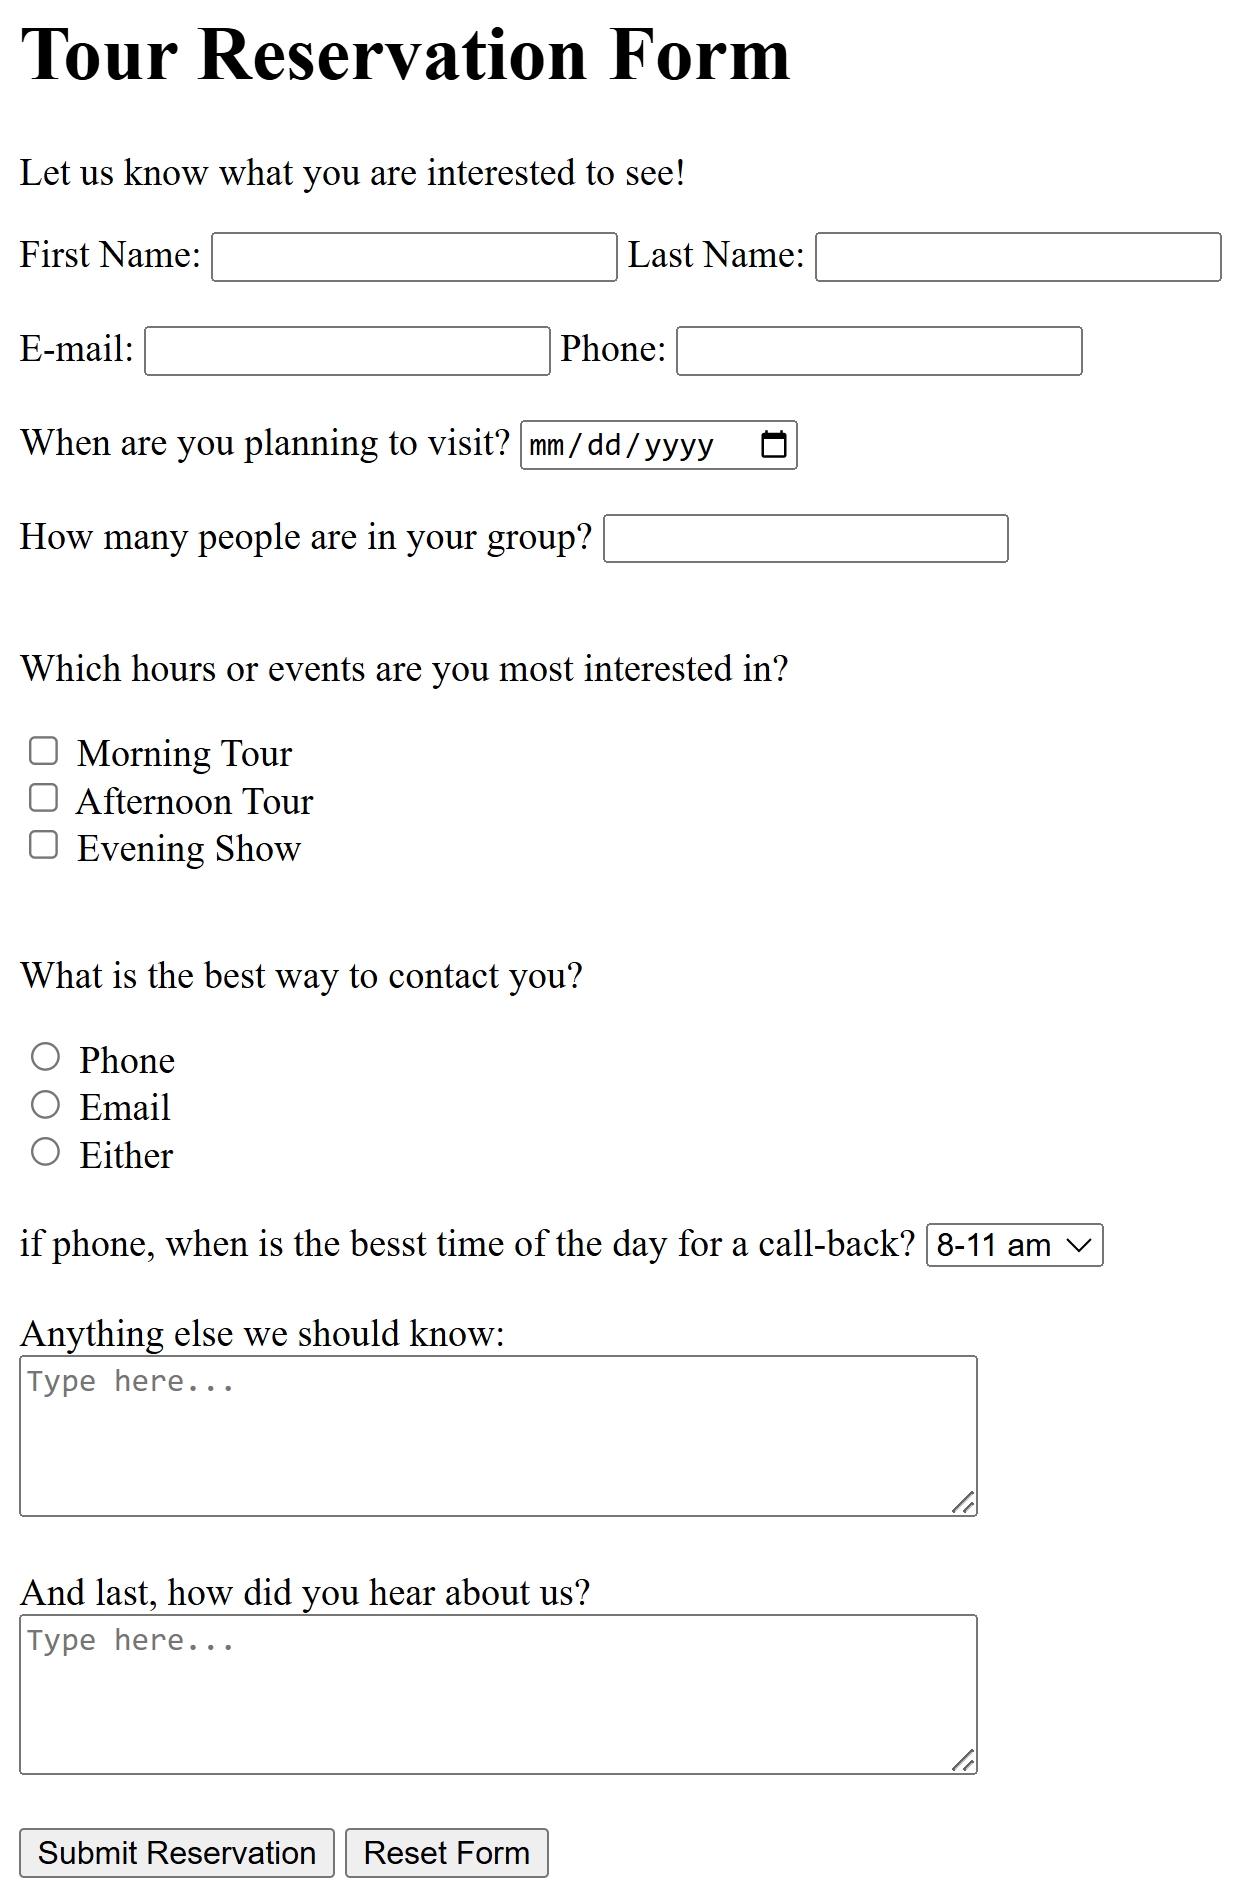 Tour Reservation Form
Let us know what you are interested to see!
First Name: Last Name:
E-mail: Phone:
When are you planning to visit? mm/dd/yyyy
How many people are in your group?
Which hours or events are you most interested in?
Morning Tour
Afternoon Tour
Evening Show
What is the best way to contact you?
Phone
Email
Either
if phone, when is the besst time of the day for a call-back? 8-11 am
Anything else we should know:
Type here...
And last, how did you hear about us?
Type here...
Submit Reservation Reset Form